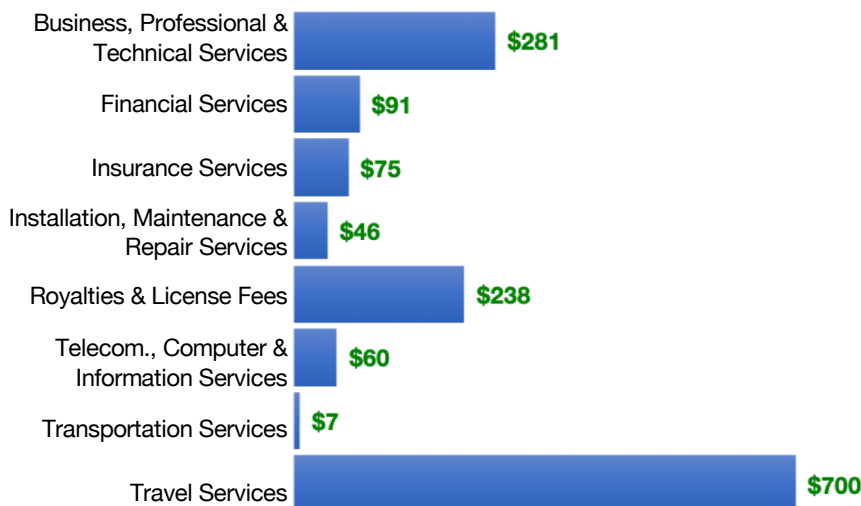 Business, Professional &
Technical Services
$281
Financial Services
$91
Insurance Services
$75
Installation, Maintenance &
Repair Services
$46
Royalties & License Fees
$238
Telecom., Computer &
Information Services
$60
Transportation Services
$7
Travel Services
$700